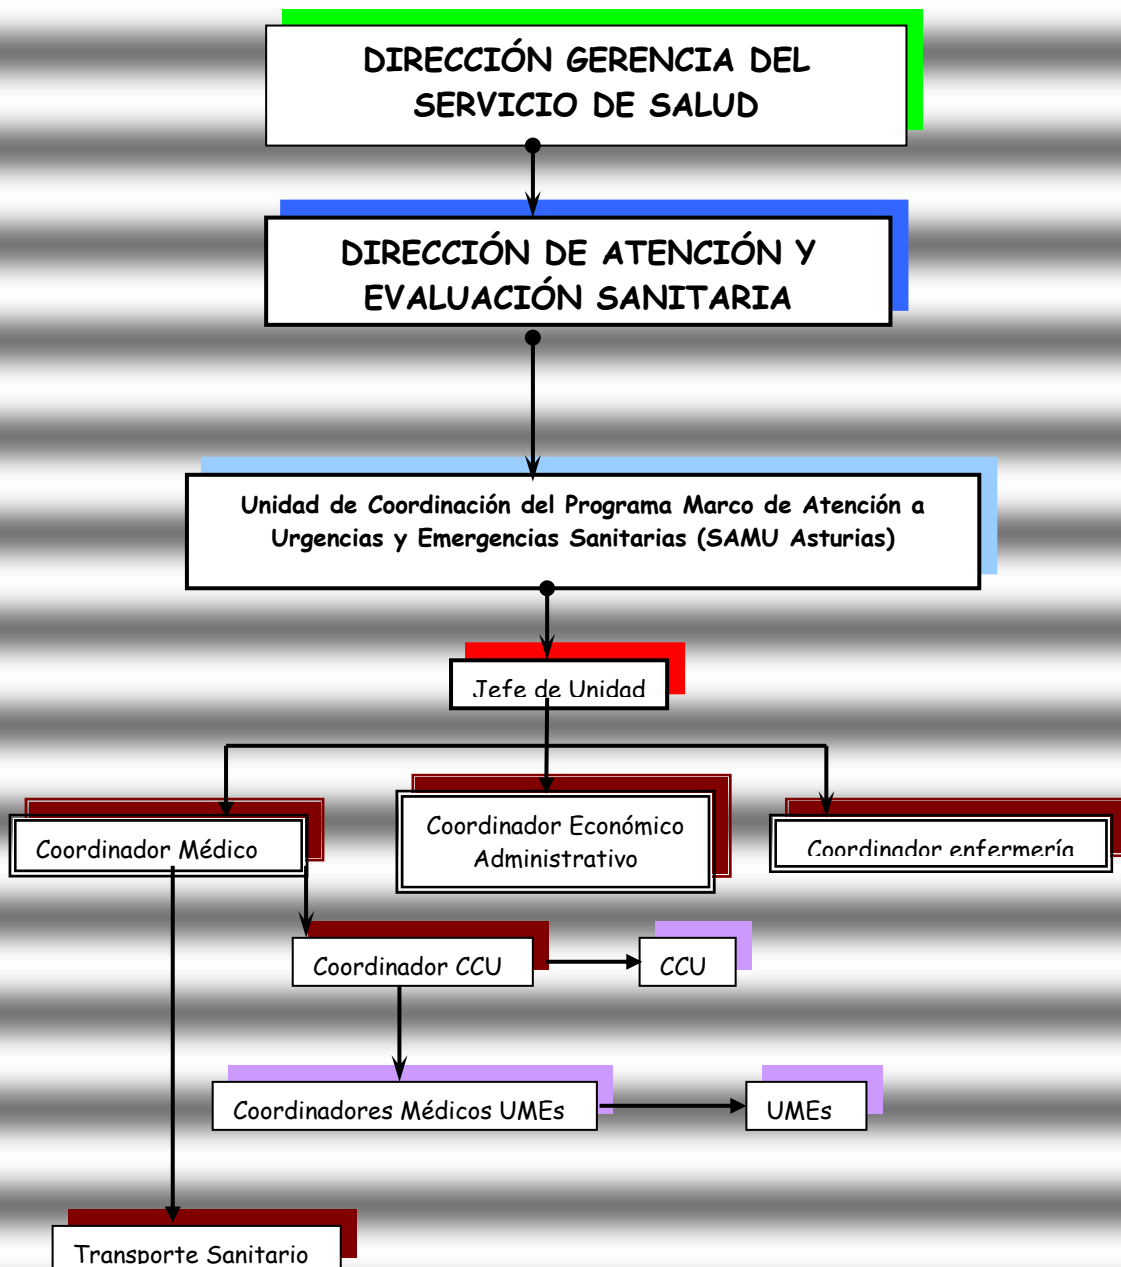 DIRECCIÓN GERENCIA DEL
SERVICIO DE SALUD
DIRECCIÓN DE ATENCIÓN Y
EVALUACIÓN SANITARIA
Unidad de Coordinación del Programa Marco de Atención a
Urgencias y Emergencias Sanitarias (SAMU Asturias)
Jefe de Unidad
Coordinador Médico
Coordinador Económico
Administrativo
Coordinador enfermería
Coordinador CCU
CCU
Coordinadores Médicos UMEs
UMEs
Transporte Sanitario